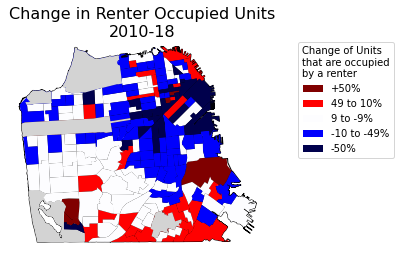 Change in Renter Occupied Units
2010-18
Change of Units
that are occupied
by a renter
+50%
49 to 10%
9 to -9%
-10 to -49%
-50%